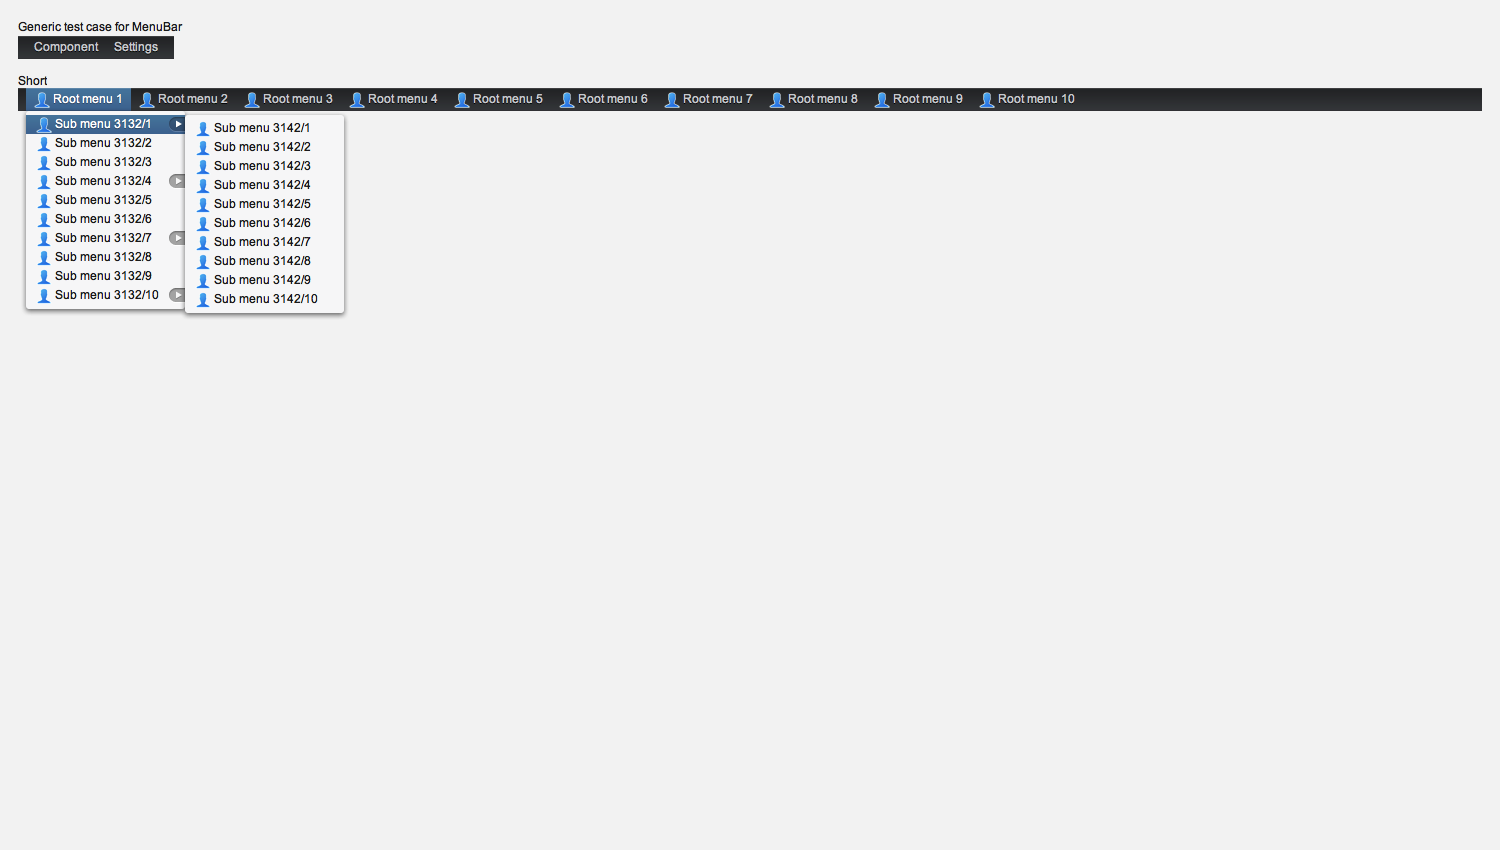 Generic test case for MenuBar
Component Settings
Short
Root menu 1 Root menu 2 Root menu 3 Root menu 4 Root menu 5 Root menu 6 Root menu 7 Root menu 8 Root menu 9 Root menu 10
Sub menu 3132/1
Sub menu 3132/2
Sub menu 3132/3
Sub menu 3132/4
Sub menu 3132/5
Sub menu 3132/6
Sub menu 3132/7
Sub menu 3132/8
Sub menu 3132/9
Sub menu 3132/10
Sub menu 3142/1
Sub menu 3142/2
Sub menu 3142/3
Sub menu 3142/4
Sub menu 3142/5
Sub menu 3142/6
Sub menu 3142/7
Sub menu 3142/8
Sub menu 3142/9
Sub menu 3142/10